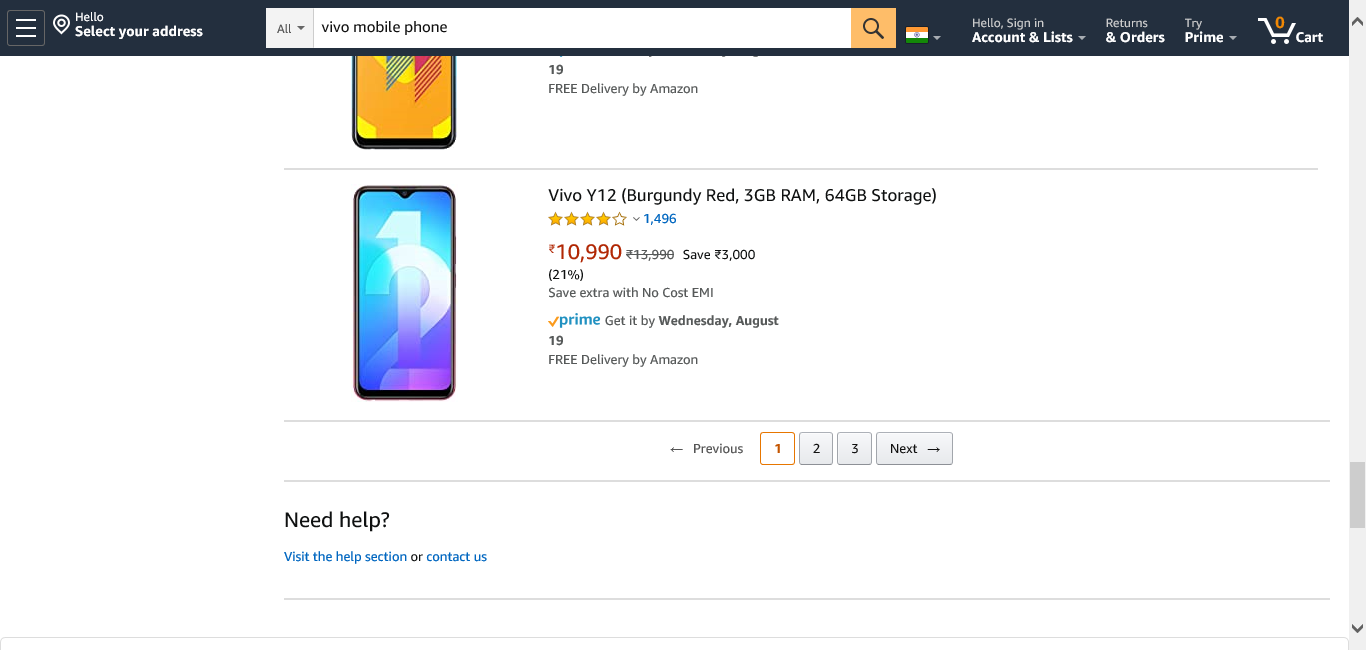 Hello
Select your address
All
vivo mobile phone
Hello, Sign in
Account & Lists
Returns
& Orders
Try
Prime
0
Cart
19
FREE Delivery by Amazon
Vivo Y12 (Burgundy Red, 3GB RAM, 64GB Storage)
1,496
₹10,990 ₹13,990 Save ₹3,000
(21%)
Save extra with No Cost EMI
prime Get it by Wednesday, August
19
FREE Delivery by Amazon
← Previous 1 2 3 Next →
Need help?
Visit the help section or contact us